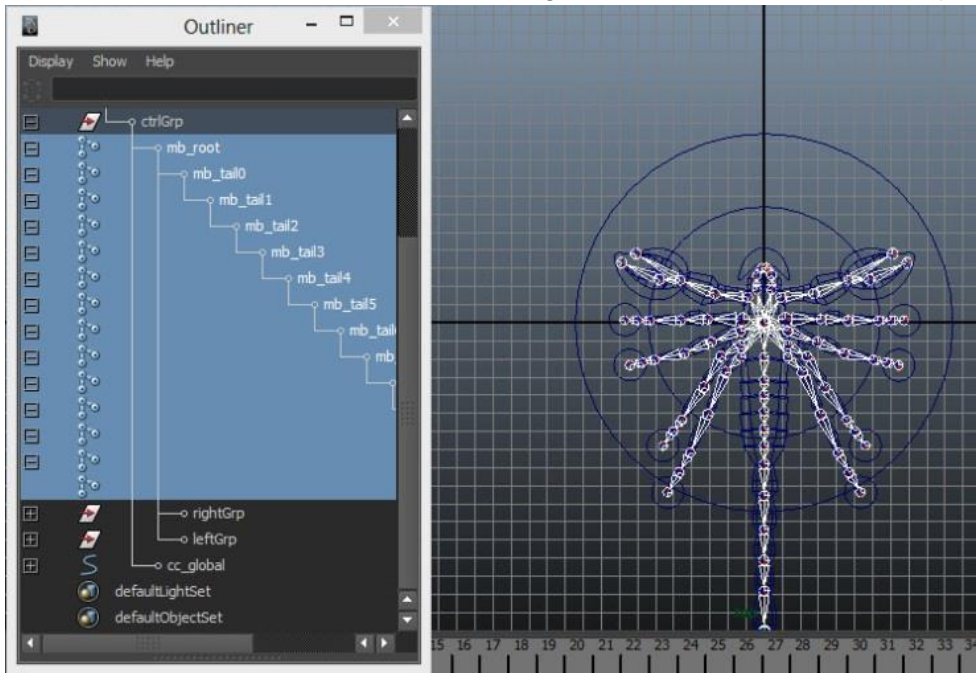 Outliner
Display Show Help
ctrlGrp
mb_root
mb_tail0
mb_tail1
mb_tail2
mb_tail3
mb_tail4
mb_tail5
rightGrp
leftGrp
cc_global
defaultLightSet
defaultObjectSet
15 16 17 18 19 20 21 22 23 24 25 26 27 28 29 30 31 32 33